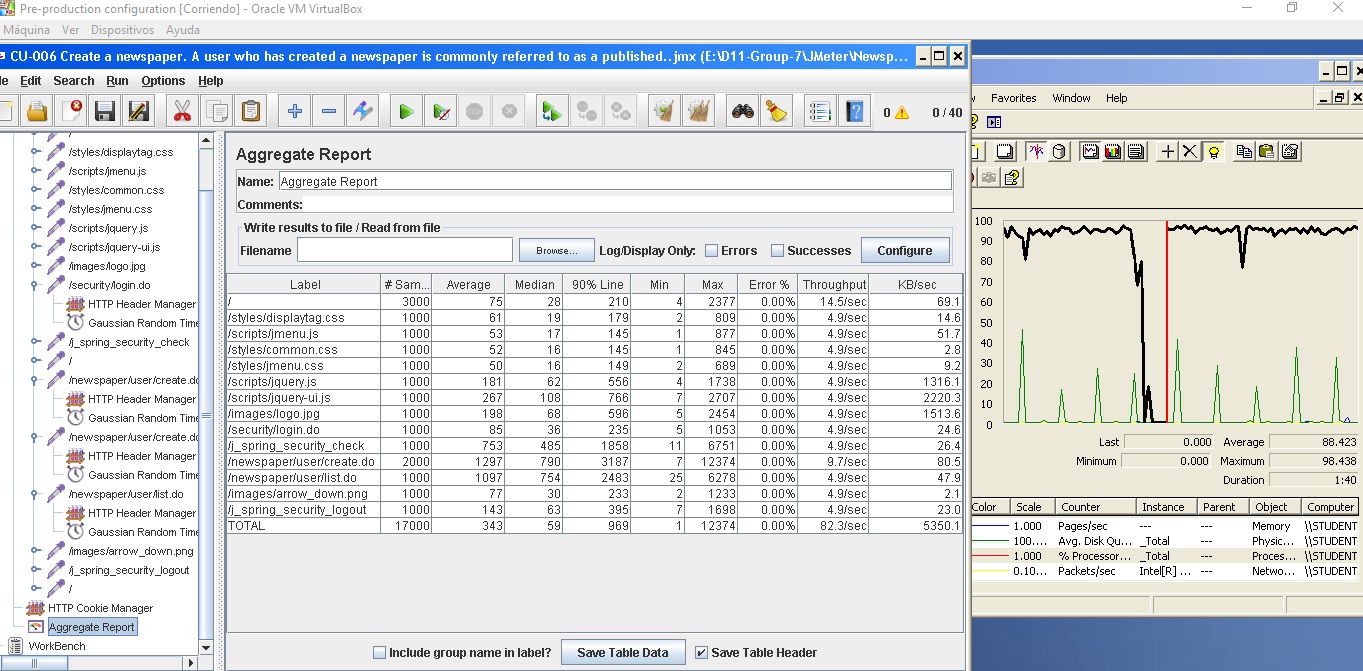 Pre-production configuration [Corriendo] - Oracle VM VirtualBox
Máquina Ver Dispositivos Ayuda
CU-006 Create a newspaper. A user who has created a newspaper is commonly referred to as a published..jmx (E:\D11-Group-7\JMeter\Newsp...
le Edit Search Run Options Help
0 0 / 40
/
/styles/displaytag.css
/scripts/jmenu.js
/styles/common.css
/styles/jmenu.css
/scripts/jquery.js
/scripts/jquery-ui.js
/images/logo.jpg
/security/login.do
HTTP Header Manager
Gaussian Random Time
/j_spring_security_check
/
/newspaper/user/create.do
HTTP Header Manager
Gaussian Random Time
/newspaper/user/create.do
HTTP Header Manager
Gaussian Random Time
/newspaper/user/list.do
HTTP Header Manager
Gaussian Random Time
/images/arrow_down.png
/j_spring_security_logout
/
HTTP Cookie Manager
Aggregate Report
WorkBench
Aggregate Report
Name: Aggregate Report
Comments:
Write results to file / Read from file
Filename Browse... Log/Display Only: Errors Successes Configure
Label # Sam... Average Median 90% Line Min Max Error % Throughput KB/sec
/ 3000 75 28 210 4 2377 0.00% 14.5/sec 69.1
/styles/displaytag.css 1000 61 19 179 2 809 0.00% 4.9/sec 14.6
/scripts/jmenu.js 1000 53 17 145 1 877 0.00% 4.9/sec 51.7
/styles/common.css 1000 52 16 145 1 845 0.00% 4.9/sec 2.8
/styles/jmenu.css 1000 50 16 149 2 689 0.00% 4.9/sec 9.2
/scripts/jquery.js 1000 181 62 556 4 1738 0.00% 4.9/sec 1316.1
/scripts/jquery-ui.js 1000 267 108 766 7 2707 0.00% 4.9/sec 2220.3
/images/logo.jpg 1000 198 68 596 5 2454 0.00% 4.9/sec 1513.6
/security/login.do 1000 85 36 235 5 1053 0.00% 4.9/sec 24.6
/j_spring_security_check 1000 753 485 1858 11 6751 0.00% 4.9/sec 26.4
/newspaper/user/create.do 2000 1297 790 3187 7 12374 0.00% 9.7/sec 80.5
/newspaper/user/list.do 1000 1097 754 2483 25 6278 0.00% 4.9/sec 47.9
/images/arrow_down.png 1000 77 30 233 2 1233 0.00% 4.9/sec 2.1
/j_spring_security_logout 1000 143 63 395 7 1698 0.00% 4.9/sec 23.0
TOTAL 17000 343 59 969 1 12374 0.00% 82.3/sec 5350.1
Include group name in label? Save Table Data Save Table Header
Favorites Window Help
100
90
80
70
60
50
40
30
20
10
0
Last 0.000 Average 88.423
Minimum 0.000 Maximum 98.438
Duration 1:40
Color Scale Counter Instance Parent Object Computer
1.000 Pages/sec --- --- Memory \\STUDENT
100.... Avg. Disk Qu... _Total --- Physic... \\STUDENT
1.000 % Processor... _Total --- Proces... \\STUDENT
0.10... Packets/sec Intel[R] ... --- Netwo... \\STUDENT